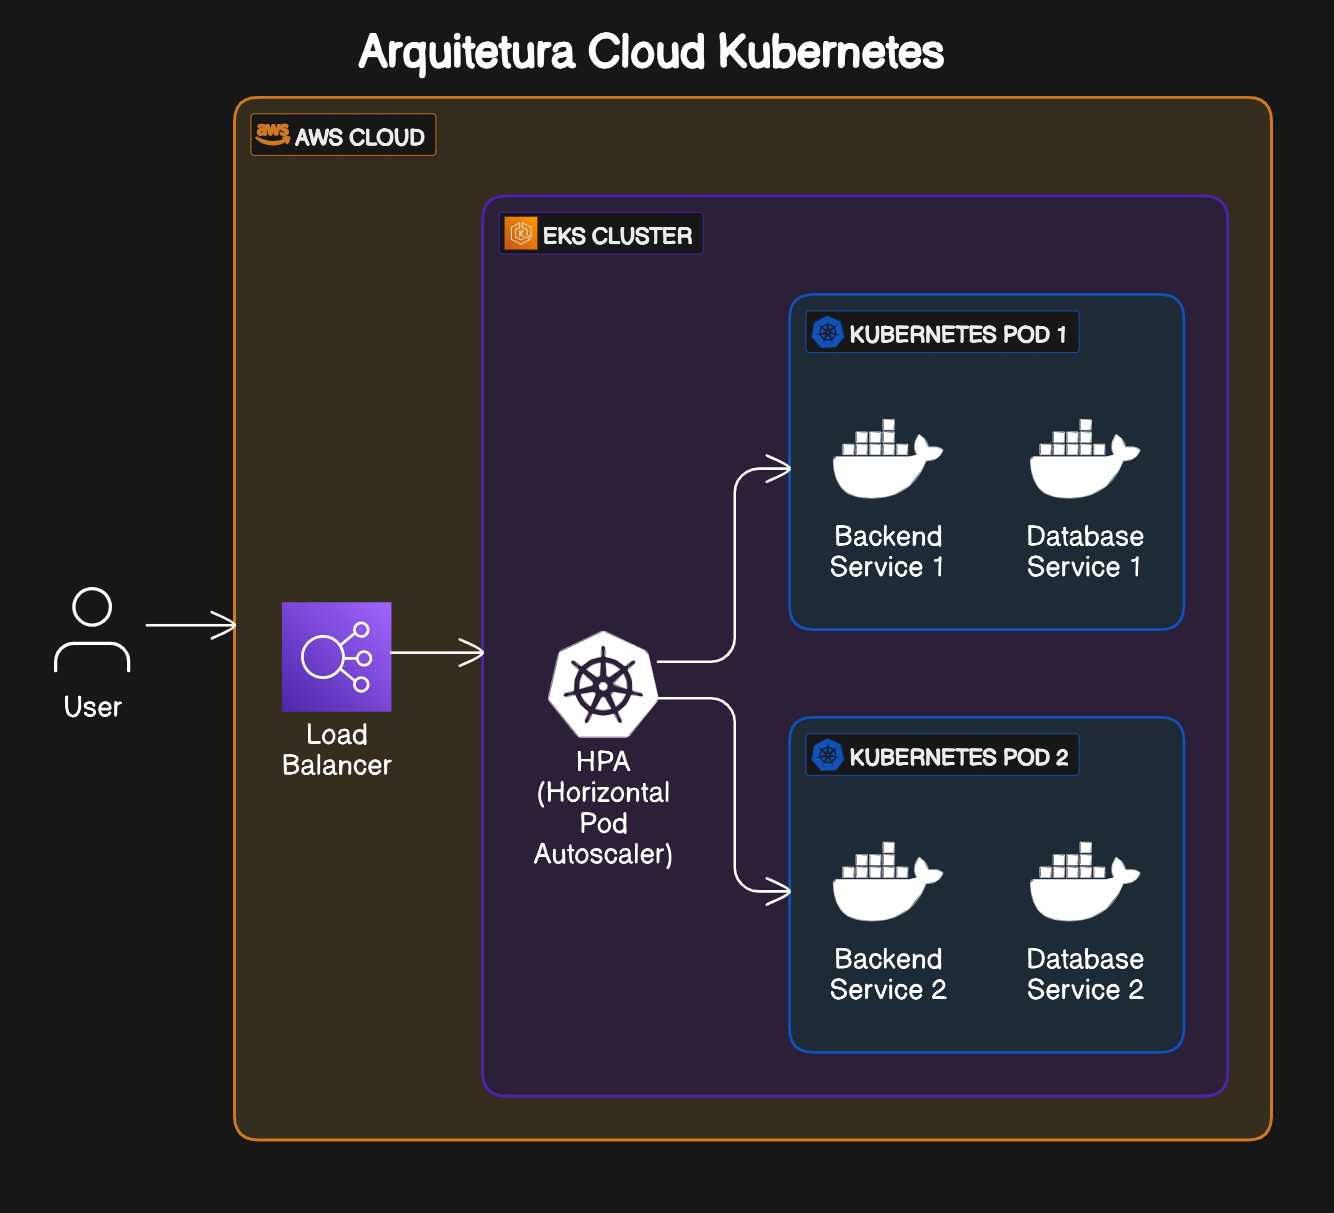 Arquitetura Cloud Kubernetes
aws
AWS CLOUD
EKS CLUSTER
KUBERNETES POD 1
Backend
Service 1
Database
Service 1
User
Load
Balancer
HPA
(Horizontal
Pod
Autoscaler)
KUBERNETES POD 2
Backend
Service 2
Database
Service 2